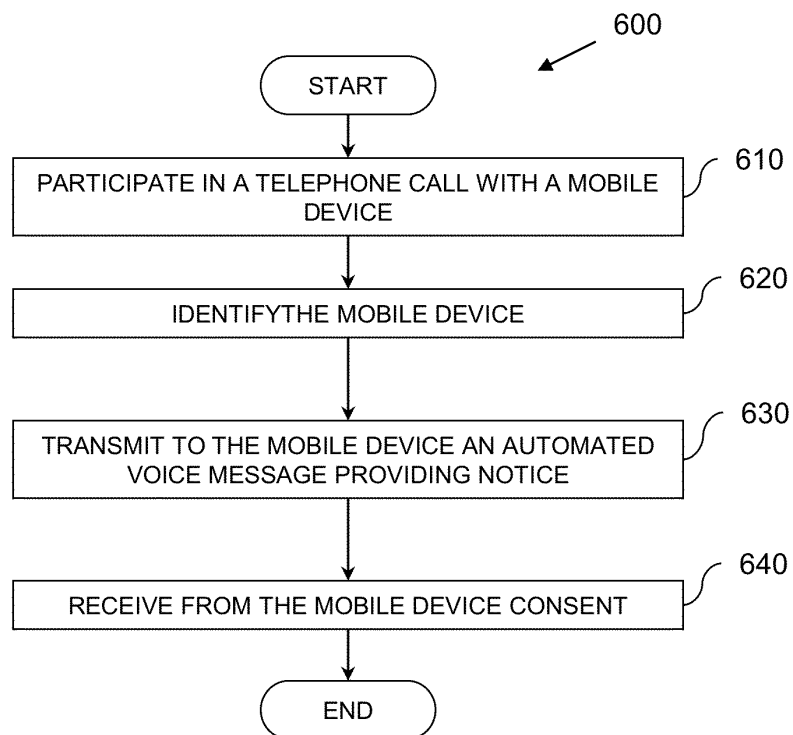 600
START
PARTICIPATE IN A TELEPHONE CALL WITH A MOBILE
DEVICE
610
IDENTIFYTHE MOBILE DEVICE
620
TRANSMIT TO THE MOBILE DEVICE AN AUTOMATED
VOICE MESSAGE PROVIDING NOTICE
630
RECEIVE FROM THE MOBILE DEVICE CONSENT
640
END